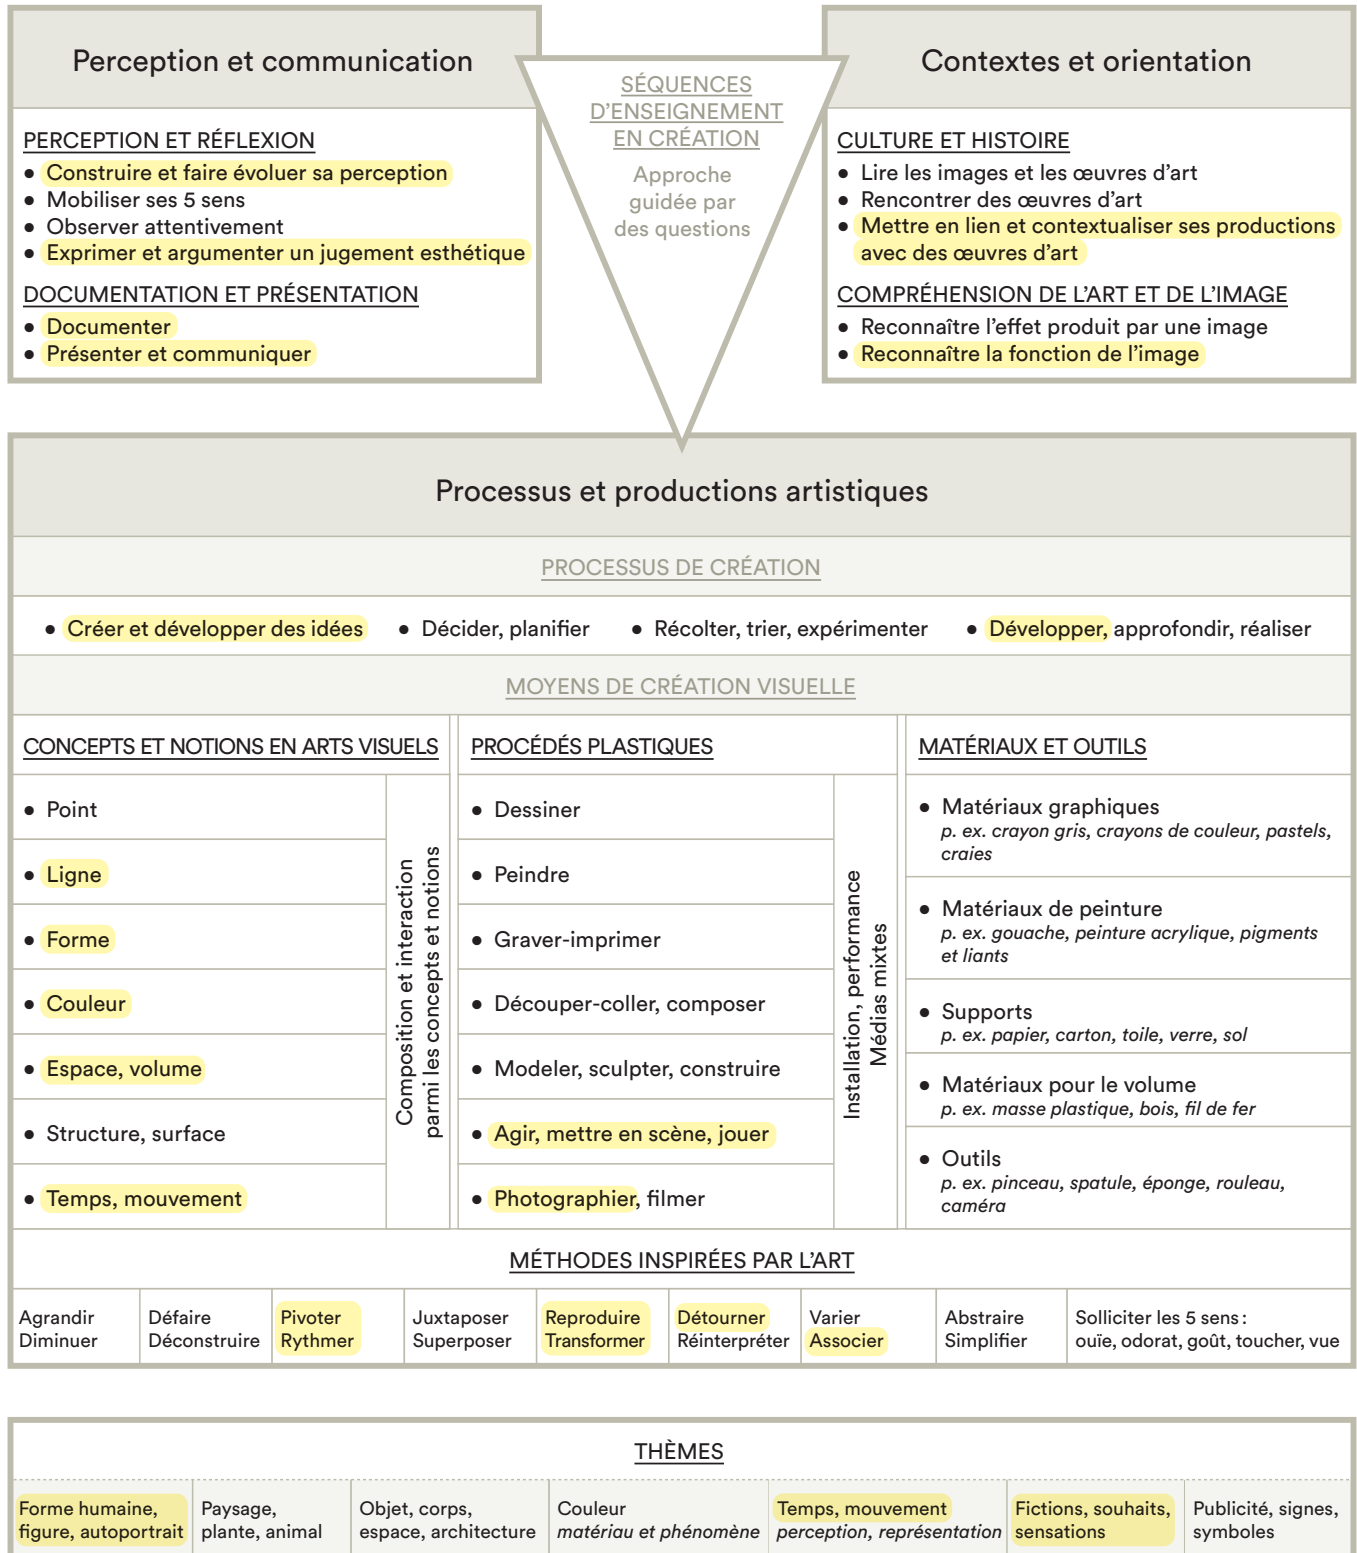 Perception et communication
PERCEPTION ET RÉFLEXION
• Construire et faire évoluer sa perception
• Mobiliser ses 5 sens
• Observer attentivement
• Exprimer et argumenter un jugement esthétique
DOCUMENTATION ET PRÉSENTATION
• Documenter
• Présenter et communiquer
SÉQUENCES
D'ENSEIGNEMENT
EN CRÉATION
Approche
guidée par
des questions
Contextes et orientation
CULTURE ET HISTOIRE
• Lire les images et les œuvres d'art
• Rencontrer des œuvres d'art
• Mettre en lien et contextualiser ses productions
avec des œuvres d'art
COMPRÉHENSION DE L'ART ET DE L'IMAGE
• Reconnaître l'effet produit par une image
• Reconnaître la fonction de l'image
Processus et productions artistiques
PROCESSUS DE CRÉATION
• Créer et développer des idées • Décider, planifier • Récolter, trier, expérimenter • Développer, approfondir, réaliser
MOYENS DE CRÉATION VISUELLE
CONCEPTS ET NOTIONS EN ARTS VISUELS
• Point
• Ligne
• Forme
• Couleur
• Espace, volume
• Structure, surface
• Temps, mouvement
Composition et interaction
parmi les concepts et notions
PROCÉDÉS PLASTIQUES
• Dessiner
• Peindre
• Graver-imprimer
• Découper-coller, composer
• Modeler, sculpter, construire
• Agir, mettre en scène, jouer
• Photographier, filmer
Installation, performance
Médias mixtes
MATÉRIAUX ET OUTILS
• Matériaux graphiques
p. ex. crayon gris, crayons de couleur, pastels,
craies
• Matériaux de peinture
p. ex. gouache, peinture acrylique, pigments
et liants
• Supports
p. ex. papier, carton, toile, verre, sol
• Matériaux pour le volume
p. ex. masse plastique, bois, fil de fer
• Outils
p. ex. pinceau, spatule, éponge, rouleau,
caméra
MÉTHODES INSPIRÉES PAR L'ART
Agrandir
Diminuer
Défaire
Déconstruire
Pivoter
Rythmer
Juxtaposer
Superposer
Reproduire
Transformer
Détourner
Réinterpréter
Varier
Associer
Abstraire
Simplifier
Solliciter les 5 sens :
ouïe, odorat, goût, toucher, vue
THÈMES
Forme humaine,
figure, autoportrait
Paysage,
plante, animal
Objet, corps,
espace, architecture
Couleur
matériau et phénomène
Temps, mouvement
perception, représentation
Fictions, souhaits,
sensations
Publicité, signes,
symboles